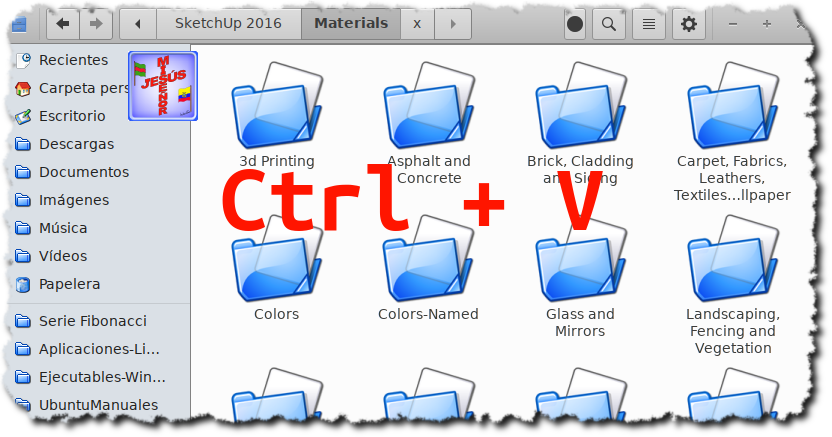 SketchUp 2016
Materials
x
Recientes
Carpeta pers
Escritorio
Descargas
Documentos
Imágenes
Música
Vídeos
Papelera
Serie Fibonacci
Aplicaciones-Li...
Ejecutables-Win...
UbuntuManuales
JESÚS
3d Printing
Asphalt and
Concrete
Brick, Cladding
and Siding
Carpet, Fabrics,
Leathers,
Textiles...llpaper
Ctrl + V
Colors
Colors-Named
Glass and
Mirrors
Landscaping,
Fencing and
Vegetation